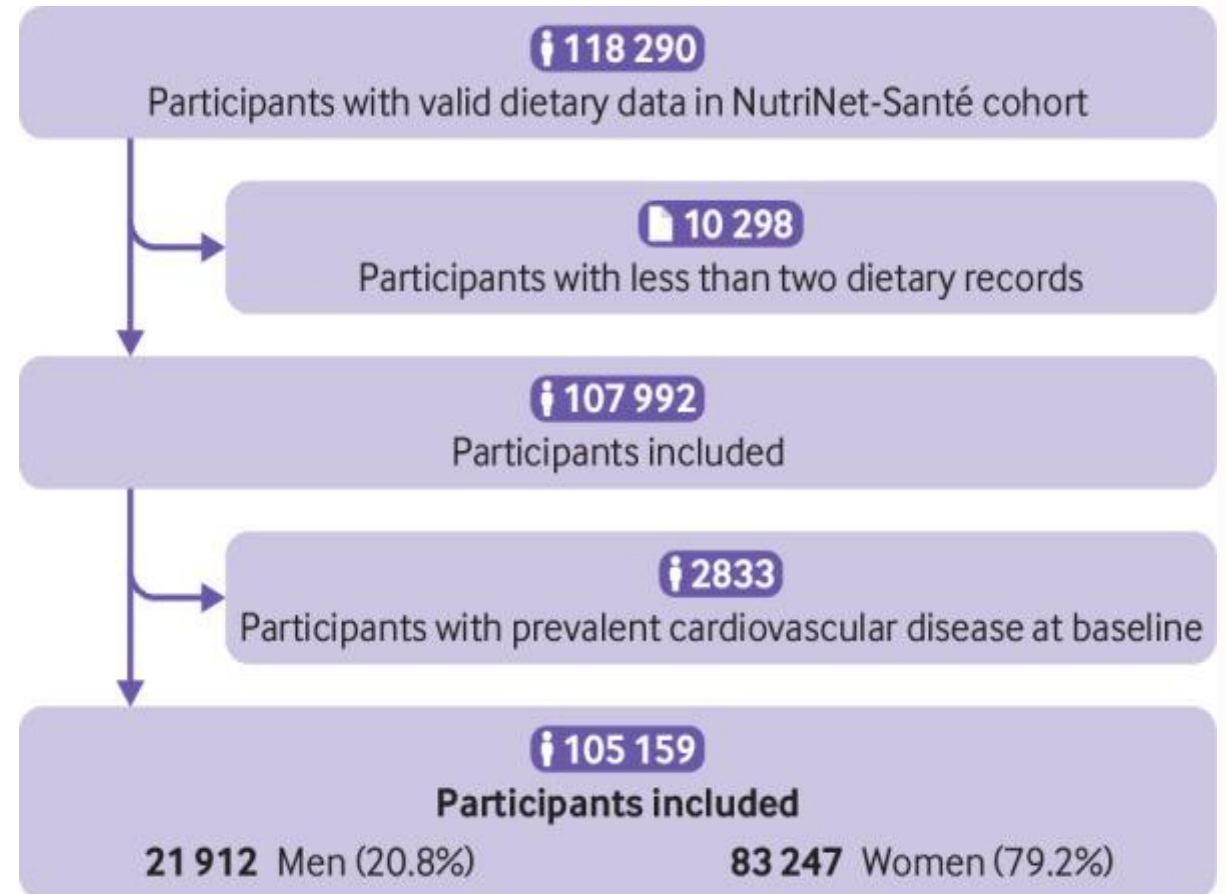 118 290
Participants with valid dietary data in NutriNet-Santé cohort
10 298
Participants with less than two dietary records
107 992
Participants included
2833
Participants with prevalent cardiovascular disease at baseline
105 159
Participants included
21 912 Men (20.8%) 83 247 Women (79.2%)